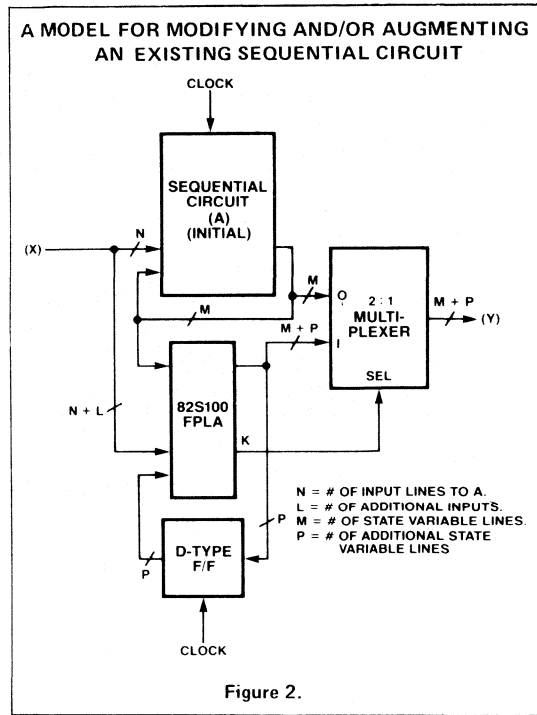 A MODEL FOR MODIFYING AND/OR AUGMENTING
AN EXISTING SEQUENTIAL CIRCUIT
CLOCK
SEQUENTIAL
CIRCUIT
(A)
(INITIAL)
(X)
N
M
M
O
2:1
MULTI-
PLEXER
M + P
(Y)
M + P
I
SEL
82S100
FPLA
N + L
K
P
D-TYPE
F/F
P
CLOCK
N = # OF INPUT LINES TO A.
L = # OF ADDITIONAL INPUTS.
M = # OF STATE VARIABLE LINES.
P = # OF ADDITIONAL STATE
VARIABLE LINES
Figure 2.